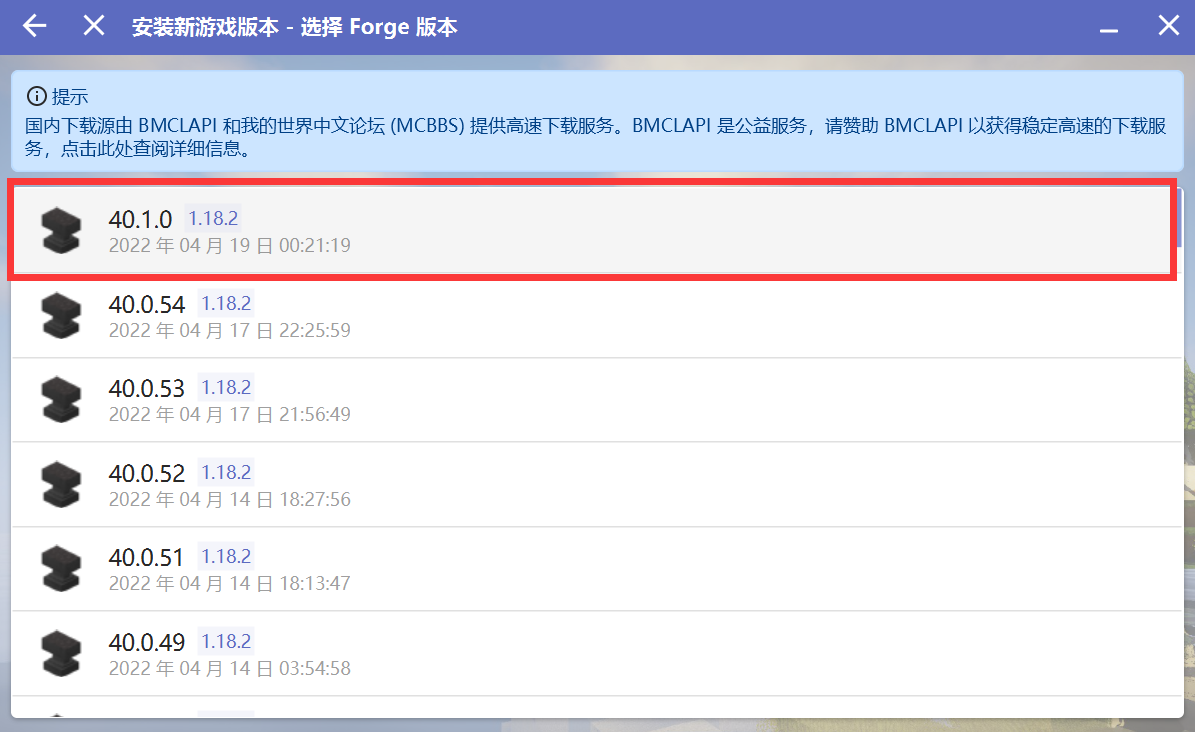 安装新游戏版本 - 选择 Forge 版本
提示
国内下载源由 BMCLAPI 和我的世界中文论坛 (MCBBS) 提供高速下载服务。BMCLAPI 是公益服务，请赞助 BMCLAPI 以获得稳定高速的下载服
务，点击此处查阅详细信息。
40.1.0 1.18.2
2022 年 04 月 19 日 00:21:19
40.0.54 1.18.2
2022 年 04 月 17 日 22:25:59
40.0.53 1.18.2
2022 年 04 月 17 日 21:56:49
40.0.52 1.18.2
2022 年 04 月 14 日 18:27:56
40.0.51 1.18.2
2022 年 04 月 14 日 18:13:47
40.0.49 1.18.2
2022 年 04 月 14 日 03:54:58